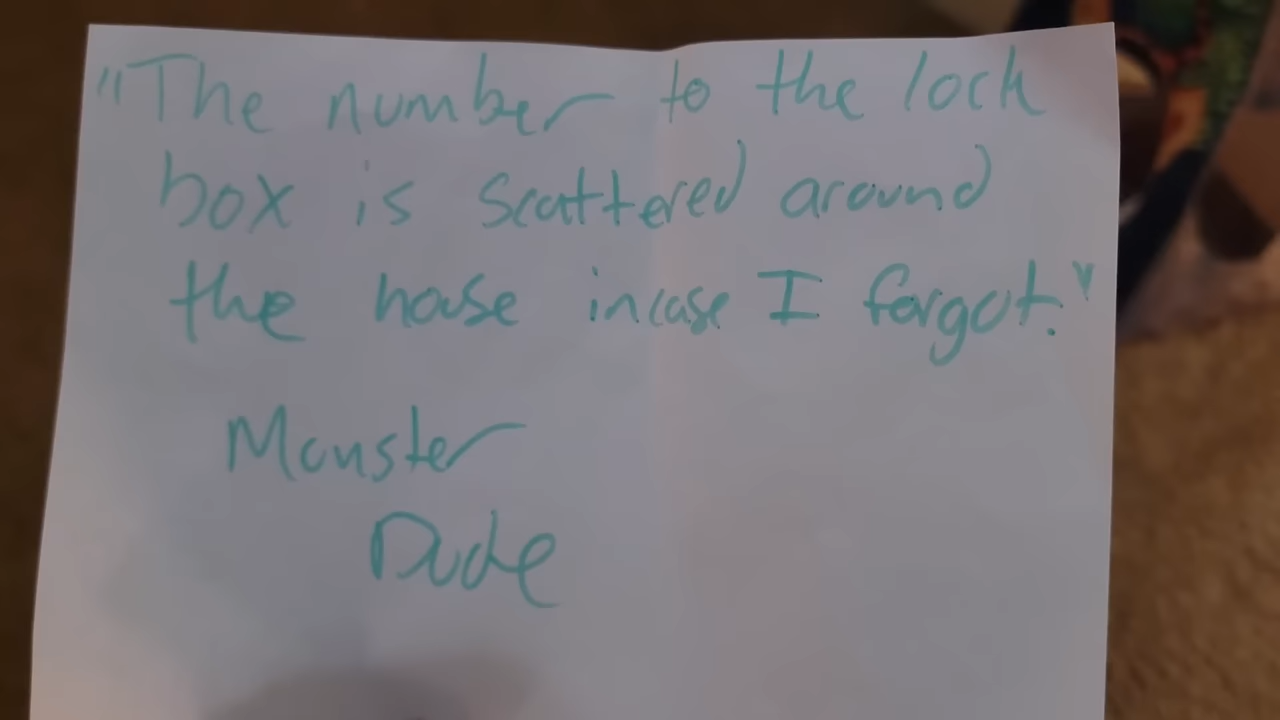 "The number to the lock
box is scattered around
the house incase I forgot."
Monster
Dude